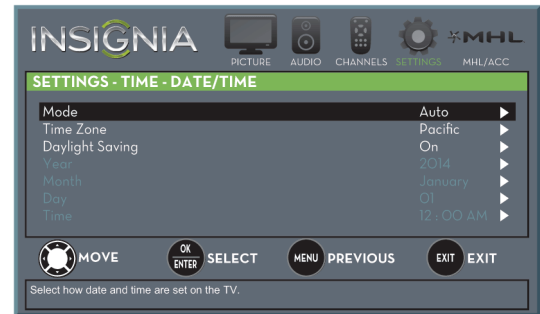 INSIGNIA
PICTURE AUDIO CHANNELS SETTINGS MHL MHL/ACC
SETTINGS - TIME - DATE/TIME
Mode Auto
Time Zone Pacific
Daylight Saving On
Year 2014
Month January
Day 01
Time 12 : 00 AM
MOVE OK ENTER SELECT MENU PREVIOUS EXIT EXIT
Select how date and time are set on the TV.